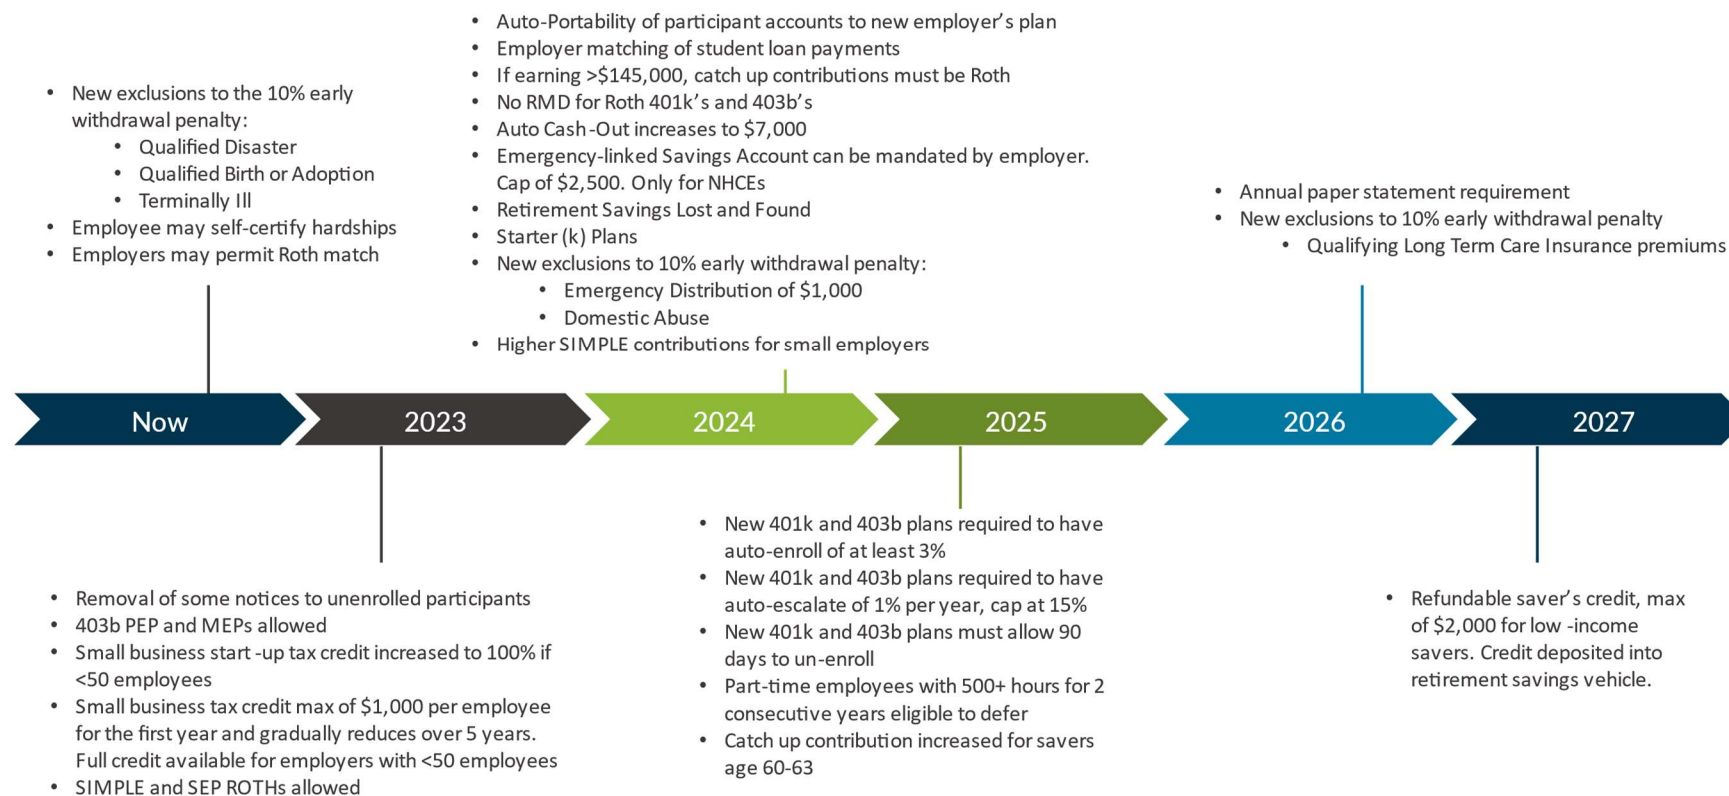 • New exclusions to the 10% early
withdrawal penalty:
• Qualified Disaster
• Qualified Birth or Adoption
• Terminally Ill
• Employee may self-certify hardships
• Employers may permit Roth match
• Auto-Portability of participant accounts to new employer’s plan
• Employer matching of student loan payments
• If earning >$145,000, catch up contributions must be Roth
• No RMD for Roth 401k’s and 403b’s
• Auto Cash-Out increases to $7,000
• Emergency-linked Savings Account can be mandated by employer.
Cap of $2,500. Only for NHCEs
• Retirement Savings Lost and Found
• Starter (k) Plans
• New exclusions to 10% early withdrawal penalty:
• Emergency Distribution of $1,000
• Domestic Abuse
• Higher SIMPLE contributions for small employers
• Annual paper statement requirement
• New exclusions to 10% early withdrawal penalty
• Qualifying Long Term Care Insurance premiums
Now
2023
2024
2025
2026
2027
• Removal of some notices to unenrolled participants
• 403b PEP and MEPs allowed
• Small business start -up tax credit increased to 100% if
<50 employees
• Small business tax credit max of $1,000 per employee
for the first year and gradually reduces over 5 years.
Full credit available for employers with <50 employees
• SIMPLE and SEP ROTHs allowed
• New 401k and 403b plans required to have
auto-enroll of at least 3%
• New 401k and 403b plans required to have
auto-escalate of 1% per year, cap at 15%
• New 401k and 403b plans must allow 90
days to un-enroll
• Part-time employees with 500+ hours for 2
consecutive years eligible to defer
• Catch up contribution increased for savers
age 60-63
• Refundable saver’s credit, max
of $2,000 for low -income
savers. Credit deposited into
retirement savings vehicle.